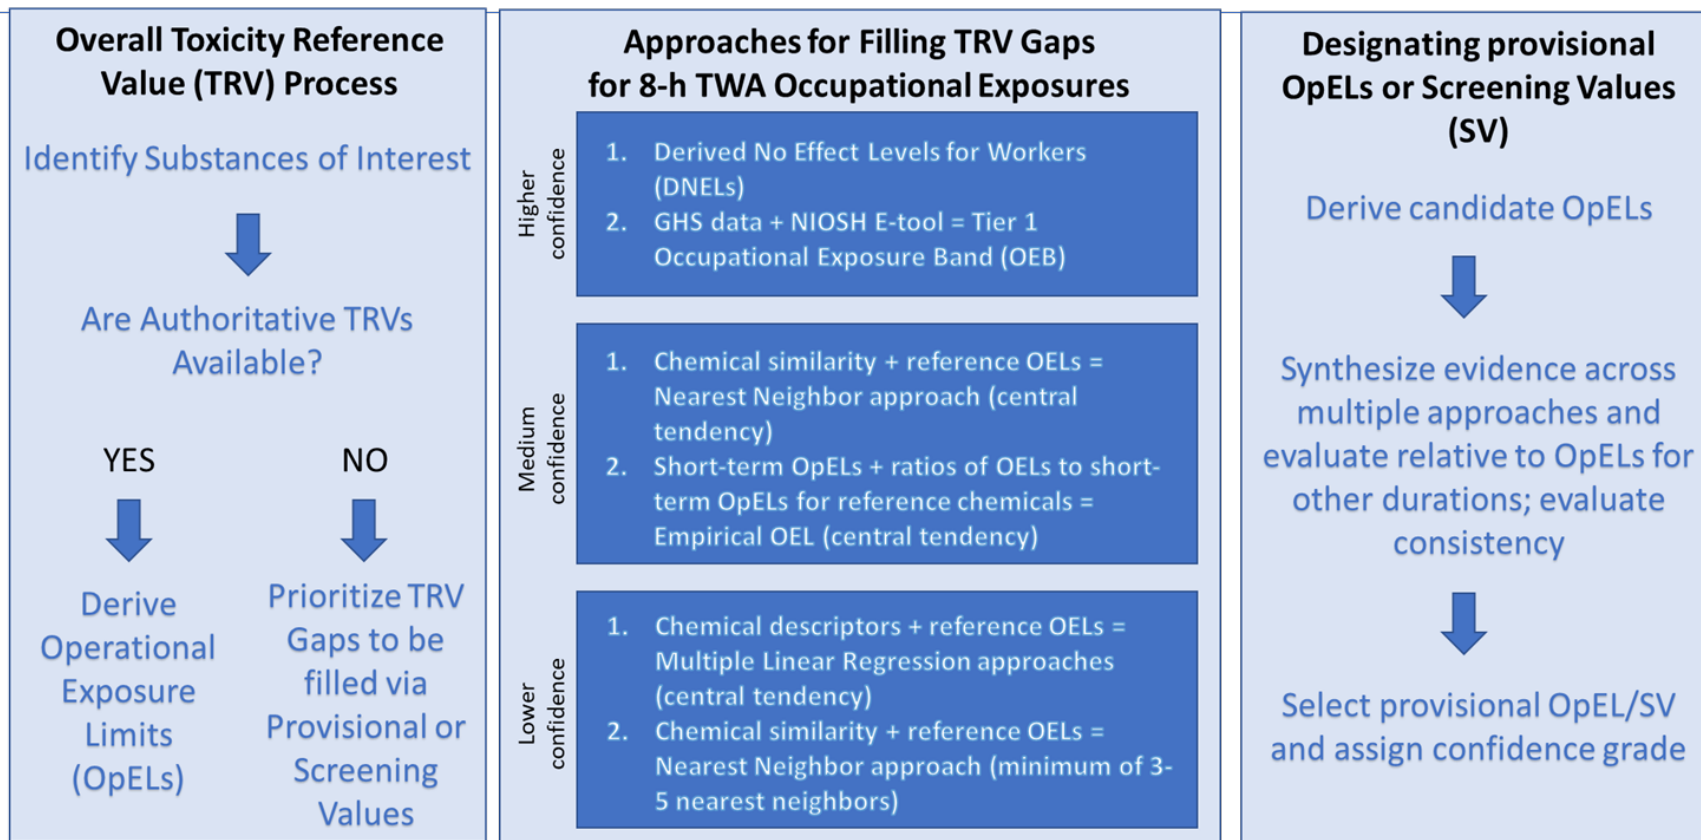 Overall Toxicity Reference
Value (TRV) Process
Identify Substances of Interest
Are Authoritative TRVs
Available?
YES
NO
Derive
Operational
Exposure
Limits
(OpELs)
Prioritize TRV
Gaps to be
filled via
Provisional or
Screening
Values
Approaches for Filling TRV Gaps
for 8-h TWA Occupational Exposures
Higher
confidence
1. Derived No Effect Levels for Workers
(DNELs)
2. GHS data + NIOSH E-tool = Tier 1
Occupational Exposure Band (OEB)
Medium
confidence
1. Chemical similarity + reference OELs =
Nearest Neighbor approach (central
tendency)
2. Short-term OpELs + ratios of OELs to short-
term OpELs for reference chemicals =
Empirical OEL (central tendency)
Lower
confidence
1. Chemical descriptors + reference OELs =
Multiple Linear Regression approaches
(central tendency)
2. Chemical similarity + reference OELs =
Nearest Neighbor approach (minimum of 3-
5 nearest neighbors)
Designating provisional
OpELs or Screening Values
(SV)
Derive candidate OpELs
Synthesize evidence across
multiple approaches and
evaluate relative to OpELs for
other durations; evaluate
consistency
Select provisional OpEL/SV
and assign confidence grade